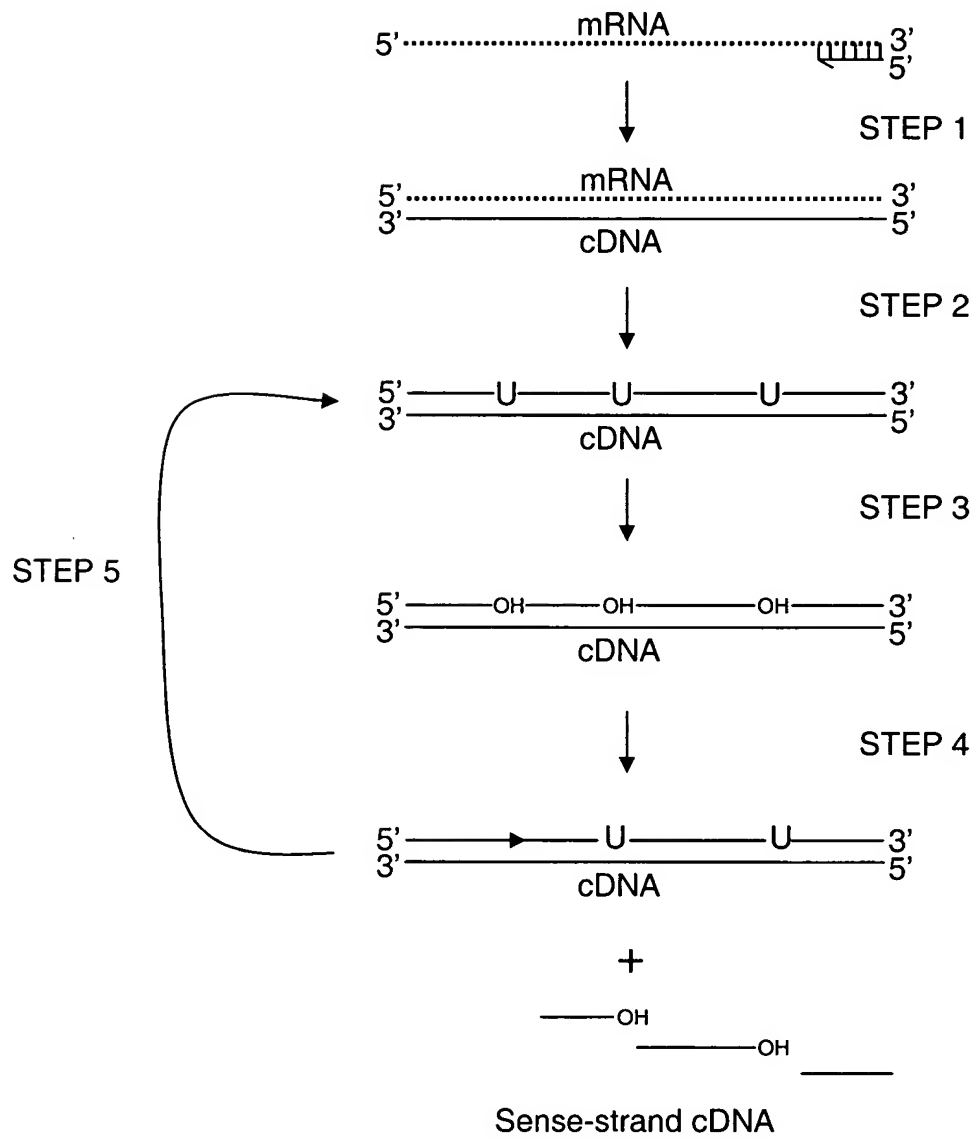 mRNA
5' 3'
5'
STEP 1
mRNA
5' 3'
3' 5'
cDNA
STEP 2
5' U U U 3'
3' 5'
cDNA
STEP 3
STEP 5
5' OH OH OH 3'
3' 5'
cDNA
STEP 4
5' U U 3'
3' 5'
cDNA
+
OH
OH
Sense-strand cDNA